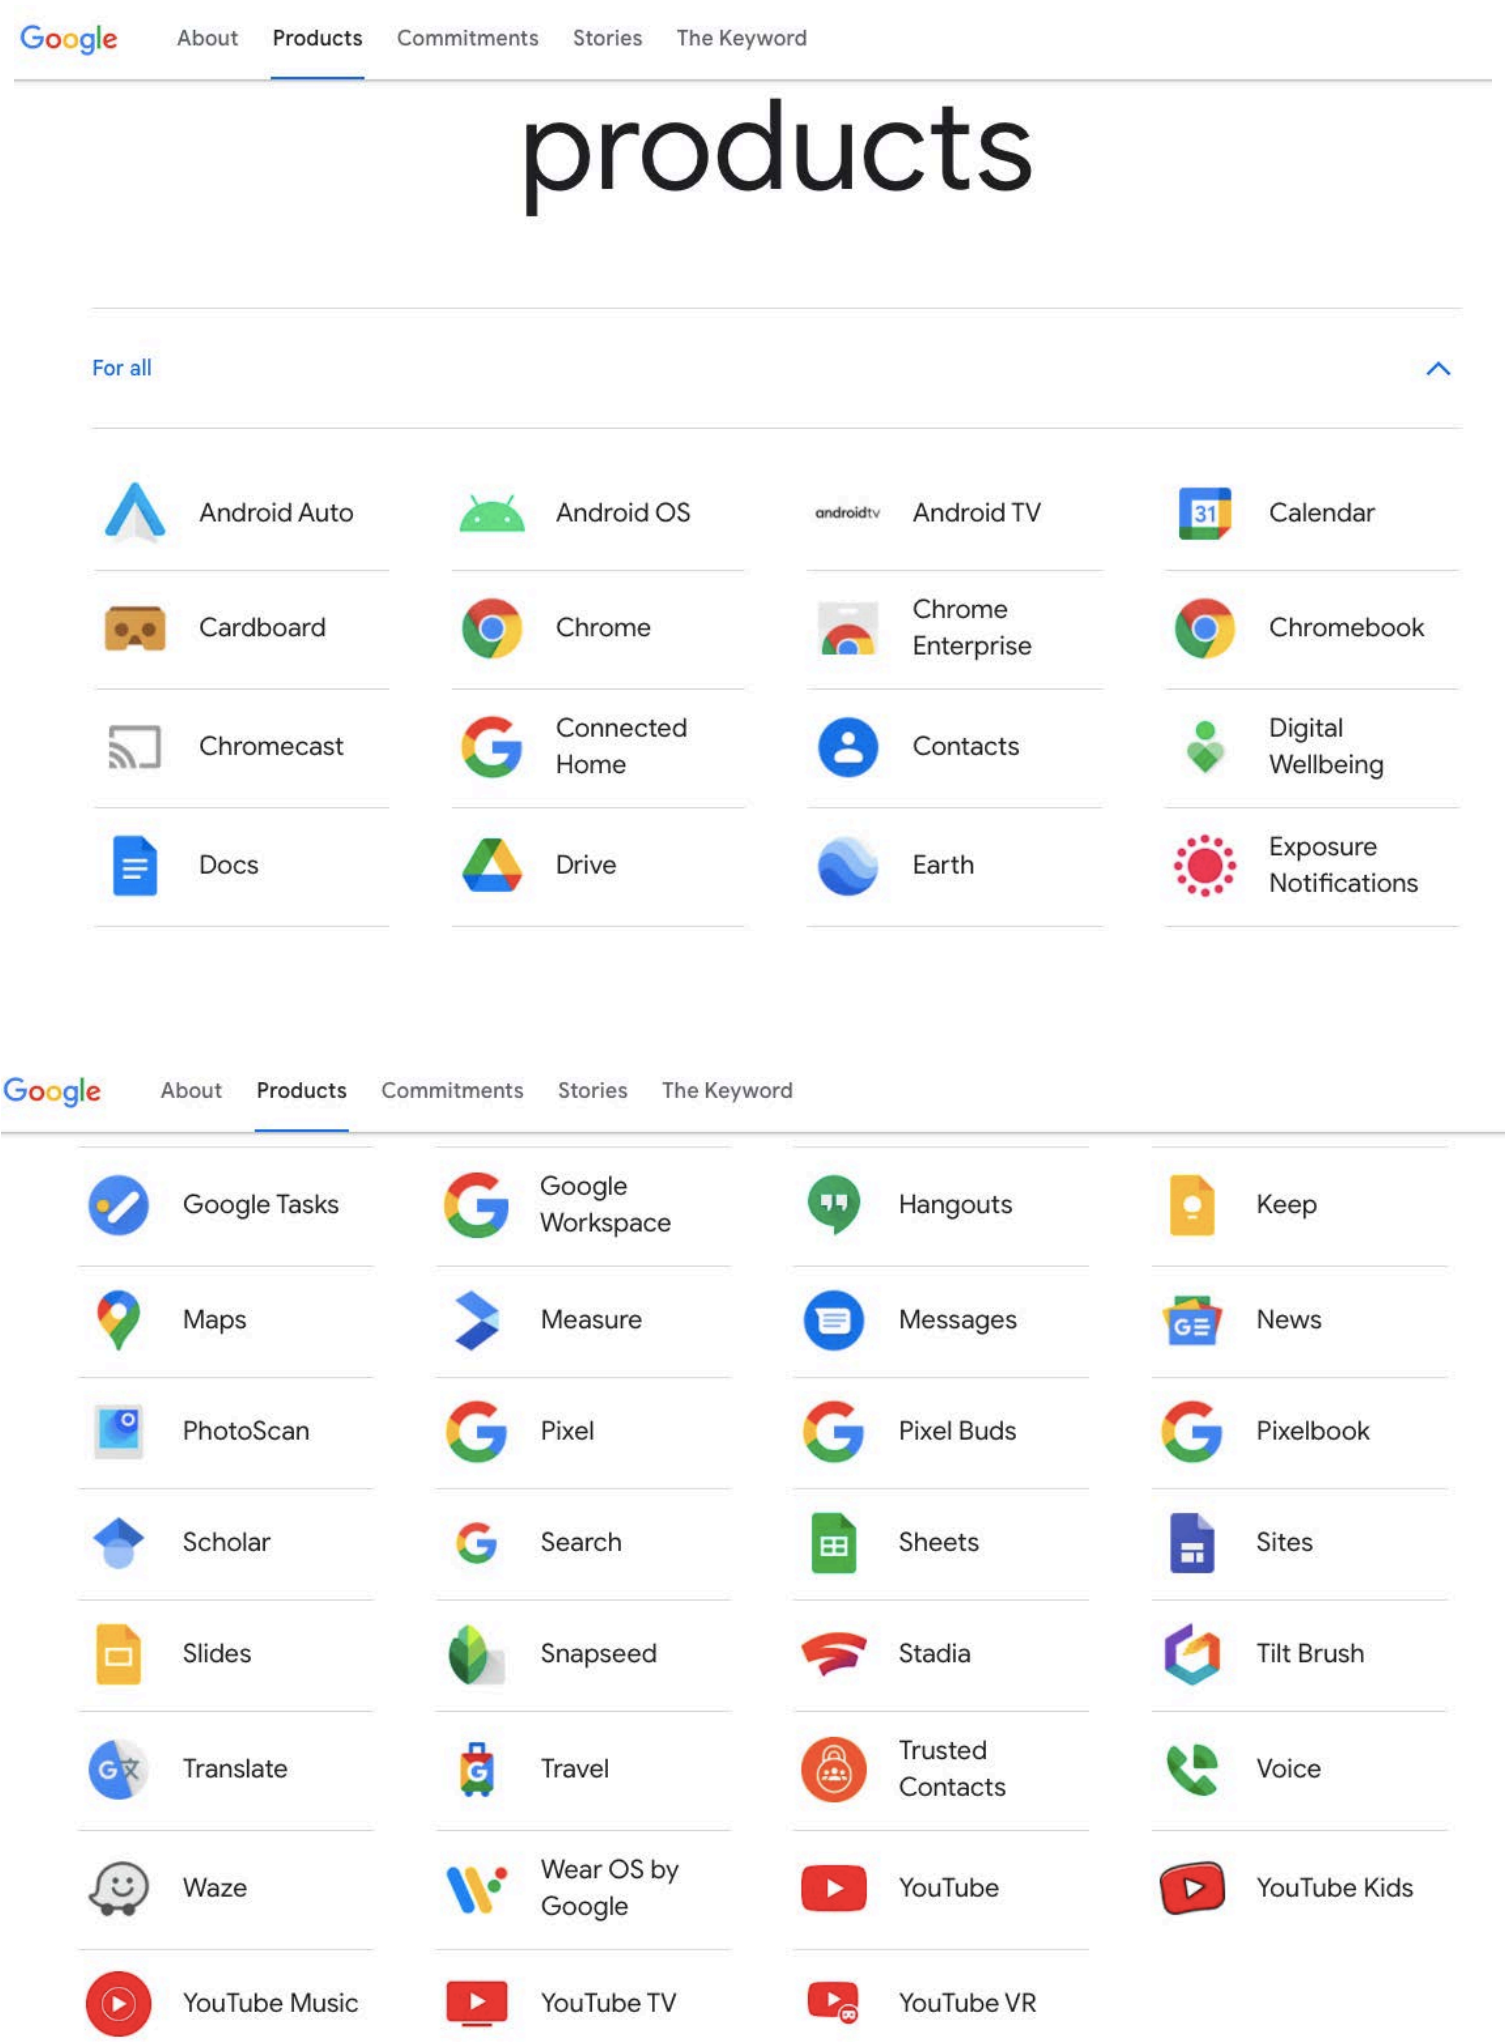 Google About Products Commitments Stories The Keyword
products
For all
Android Auto
Android OS
androidtv Android TV
31 Calendar
Cardboard
Chrome
Chrome
Enterprise
Chromebook
Chromecast
Connected
Home
Contacts
Digital
Wellbeing
Docs
Drive
Earth
Exposure
Notifications
Google About Products Commitments Stories The Keyword
Google Tasks
Google
Workspace
Hangouts
Keep
Maps
Measure
Messages
GE News
PhotoScan
G Pixel
G Pixel Buds
G Pixelbook
Scholar
G Search
Sheets
Sites
Slides
Snapseed
Stadia
Tilt Brush
G文 Translate
G Travel
Trusted
Contacts
Voice
Waze
Wear OS by
Google
YouTube
YouTube Kids
YouTube Music
YouTube TV
YouTube VR